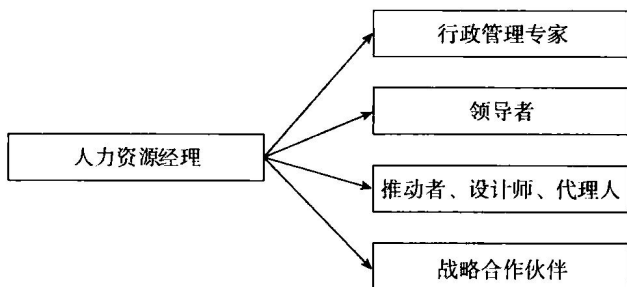 行政管理专家
领导者
人力资源经理
推动者、设计师、代理人
战略合作伙伴